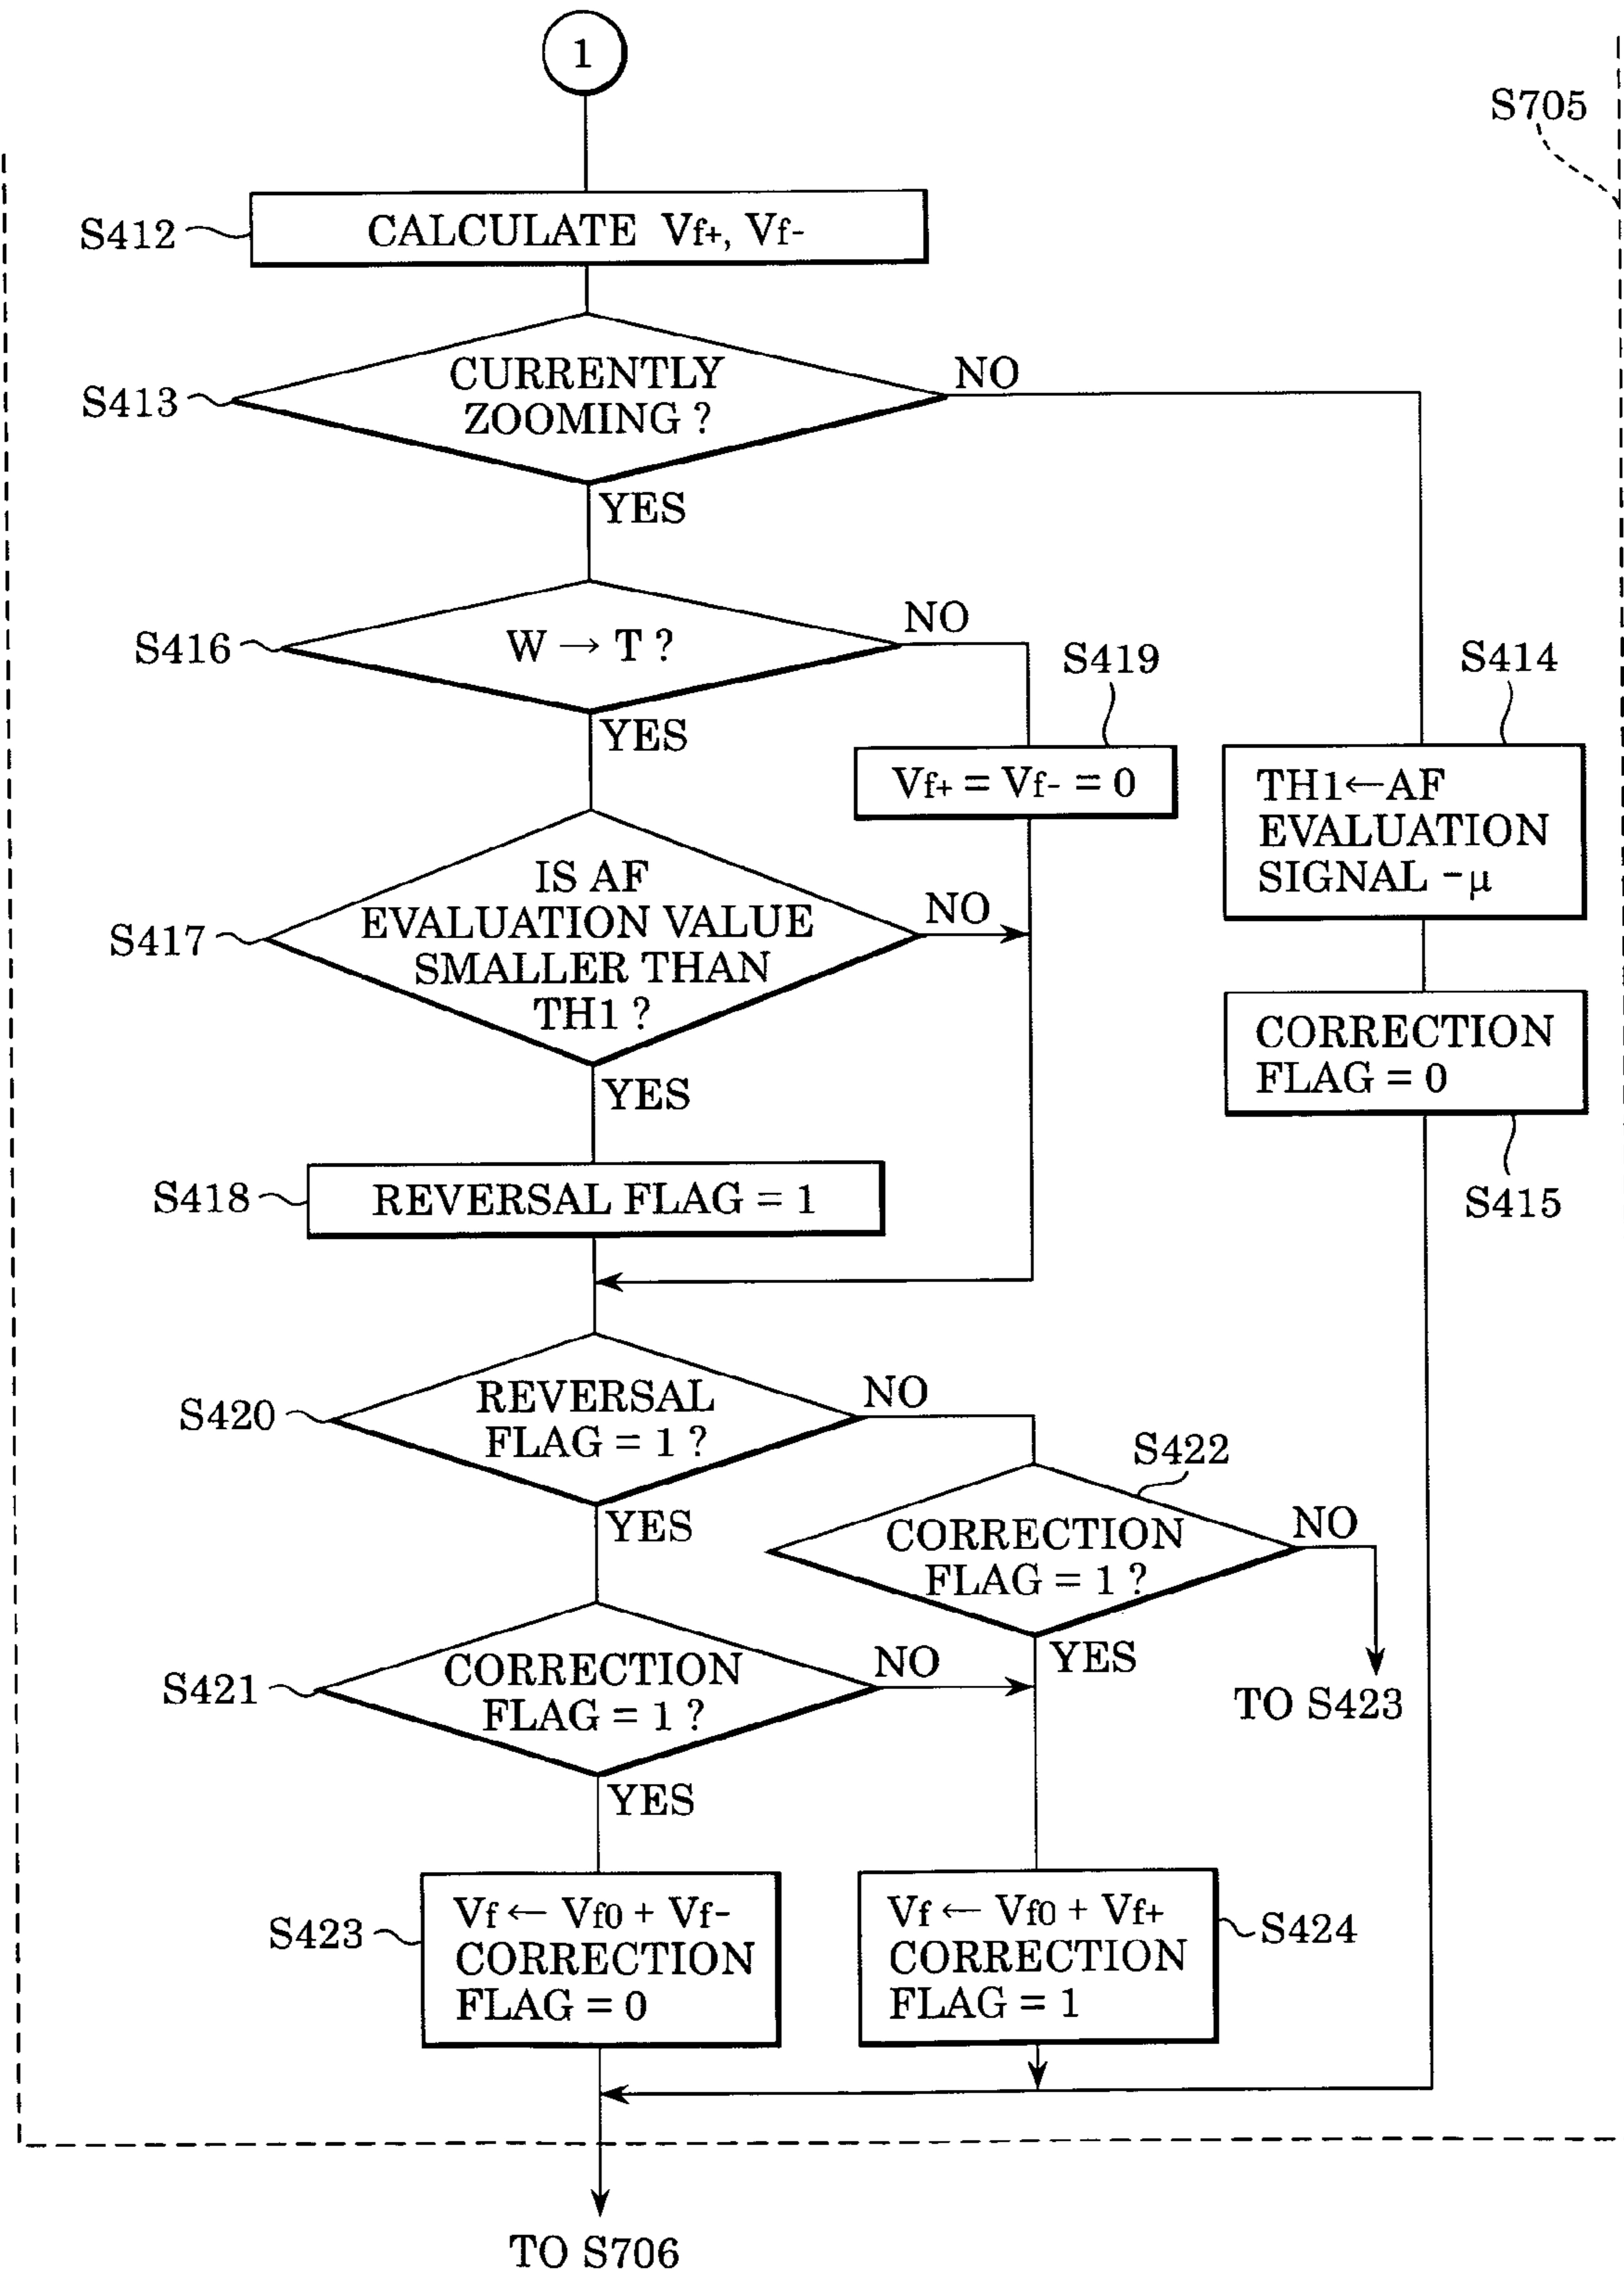 1
S705
S412
CALCULATE Vf+, Vf-
S413
CURRENTLY
ZOOMING ?
NO
YES
S416
W → T ?
NO
YES
S419
Vf+ = Vf- = 0
S414
TH1←AF
EVALUATION
SIGNAL -μ
S417
IS AF
EVALUATION VALUE
SMALLER THAN
TH1 ?
NO
YES
CORRECTION
FLAG = 0
S415
S418
REVERSAL FLAG = 1
S420
REVERSAL
FLAG = 1 ?
NO
YES
S422
CORRECTION
FLAG = 1 ?
NO
YES
TO S423
S421
CORRECTION
FLAG = 1 ?
NO
YES
S423
Vf ← Vf0 + Vf-
CORRECTION
FLAG = 0
Vf ← Vf0 + Vf+
CORRECTION
FLAG = 1
S424
TO S706